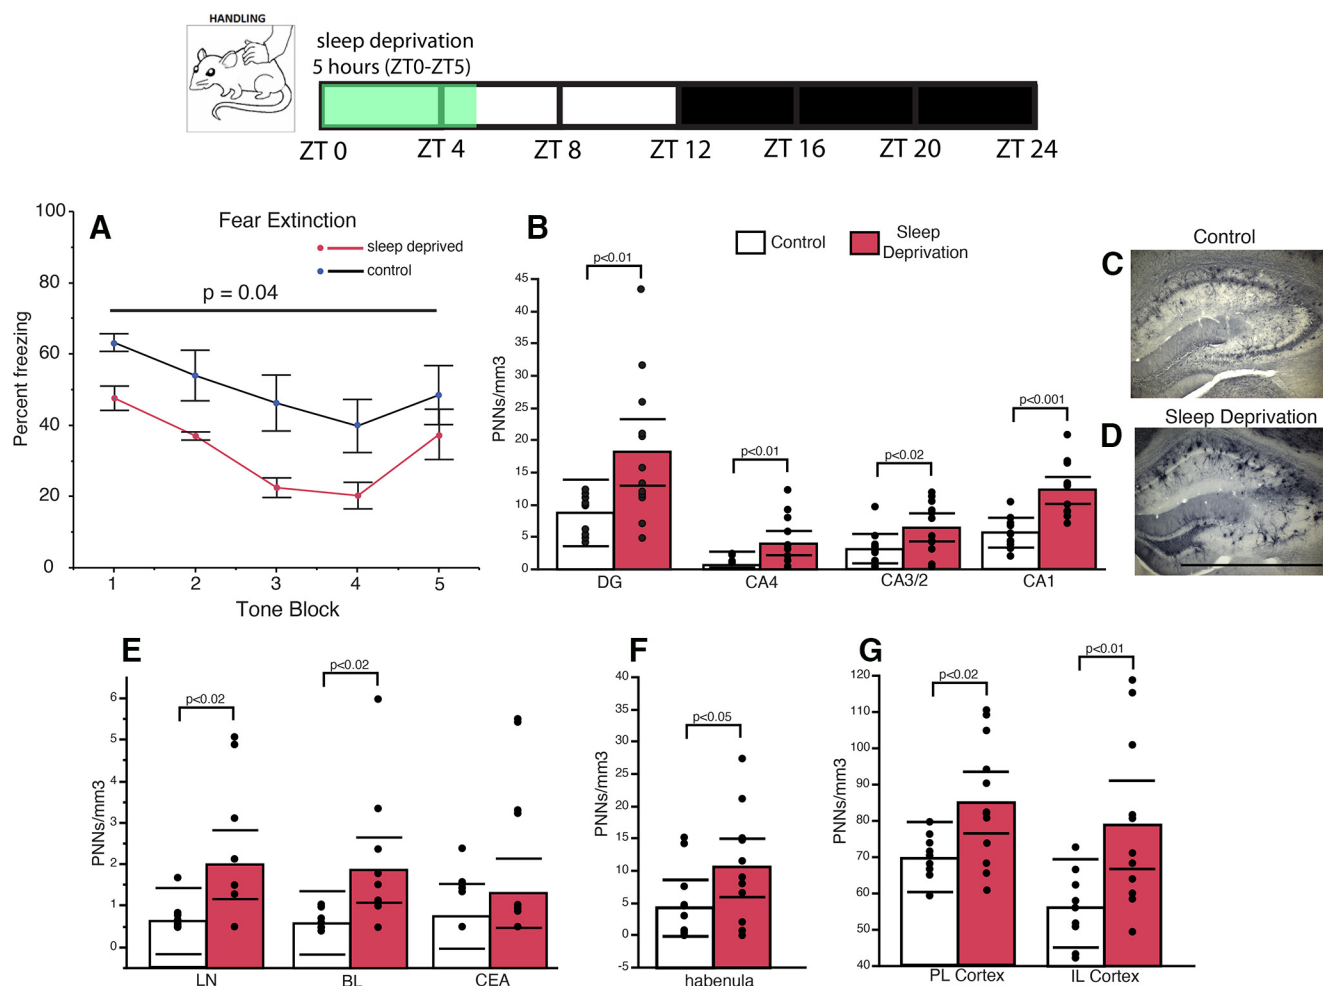 HANDLING
sleep deprivation
5 hours (ZT0-ZT5)
ZT 0 ZT 4 ZT 8 ZT 12 ZT 16 ZT 20 ZT 24
A
Fear Extinction
sleep deprived
control
p = 0.04
100
80
60
40
20
0
Percent freezing
1 2 3 4 5
Tone Block
B
Control
Sleep
Deprivation
p<0.01
p<0.01
p<0.02
p<0.001
45
40
35
30
25
20
15
10
5
0
PNNs/mm3
DG CA4 CA3/2 CA1
Control
C
Sleep Deprivation
D
E
p<0.02
p<0.02
6
5
4
3
2
1
0
PNNs/mm3
LN BL CEA
F
p<0.05
40
35
30
25
20
15
10
5
0
-5
PNNs/mm3
habenula
G
p<0.02
p<0.01
120
110
100
90
80
70
60
50
40
PNNs/mm3
PL Cortex IL Cortex